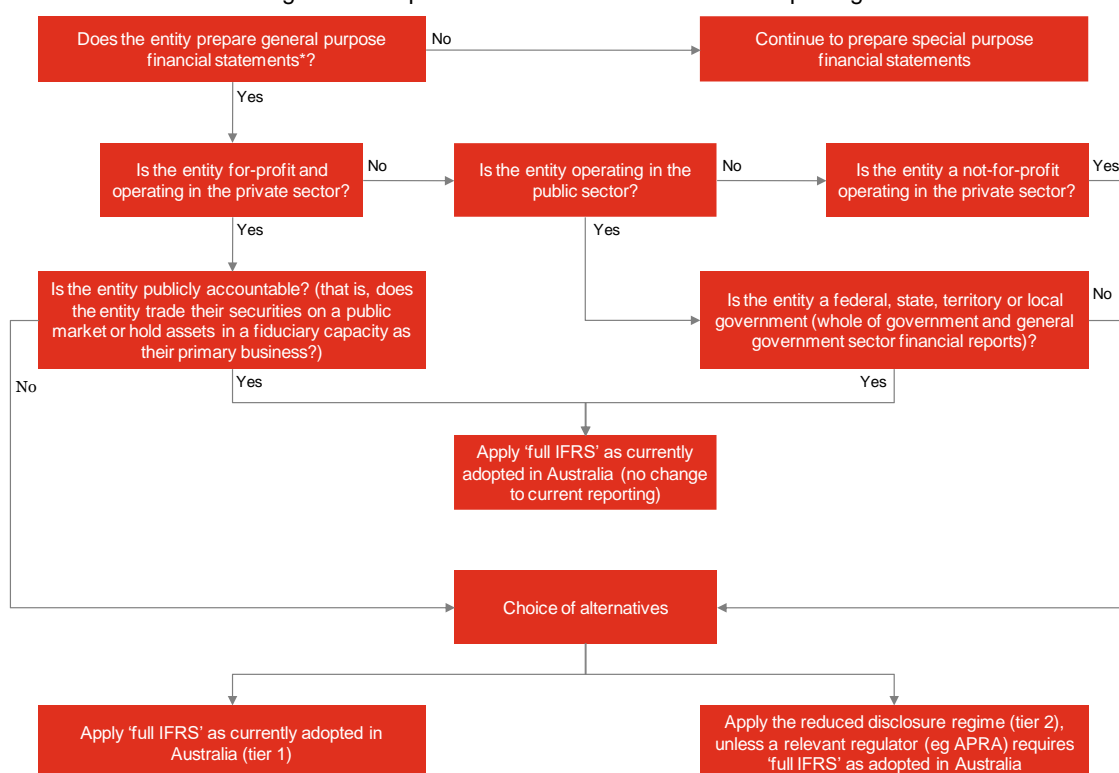 Does the entity prepare general purpose
financial statements*?
No
Continue to prepare special purpose
financial statements
Yes
Is the entity for-profit and
operating in the private sector?
No
Is the entity operating in the
public sector?
No
Is the entity a not-for-profit
operating in the private sector?
Yes
Yes
Yes
Is the entity publicly accountable? (that is, does
the entity trade their securities on a public
market or hold assets in a fiduciary capacity as
their primary business?)
Is the entity a federal, state, territory or local
government (whole of government and general
government sector financial reports)?
No
No
Yes
Yes
Apply ‘full IFRS’ as currently
adopted in Australia (no change
to current reporting)
Choice of alternatives
Apply ‘full IFRS’ as currently adopted in
Australia (tier 1)
Apply the reduced disclosure regime (tier 2),
unless a relevant regulator (eg APRA) requires
‘full IFRS’ as adopted in Australia